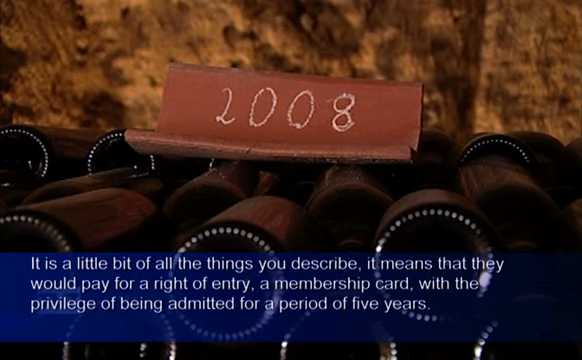 2008
It is a little bit of all the things you describe, it means that they
would pay for a right of entry, a membership card, with the
privilege of being admitted for a period of five years.